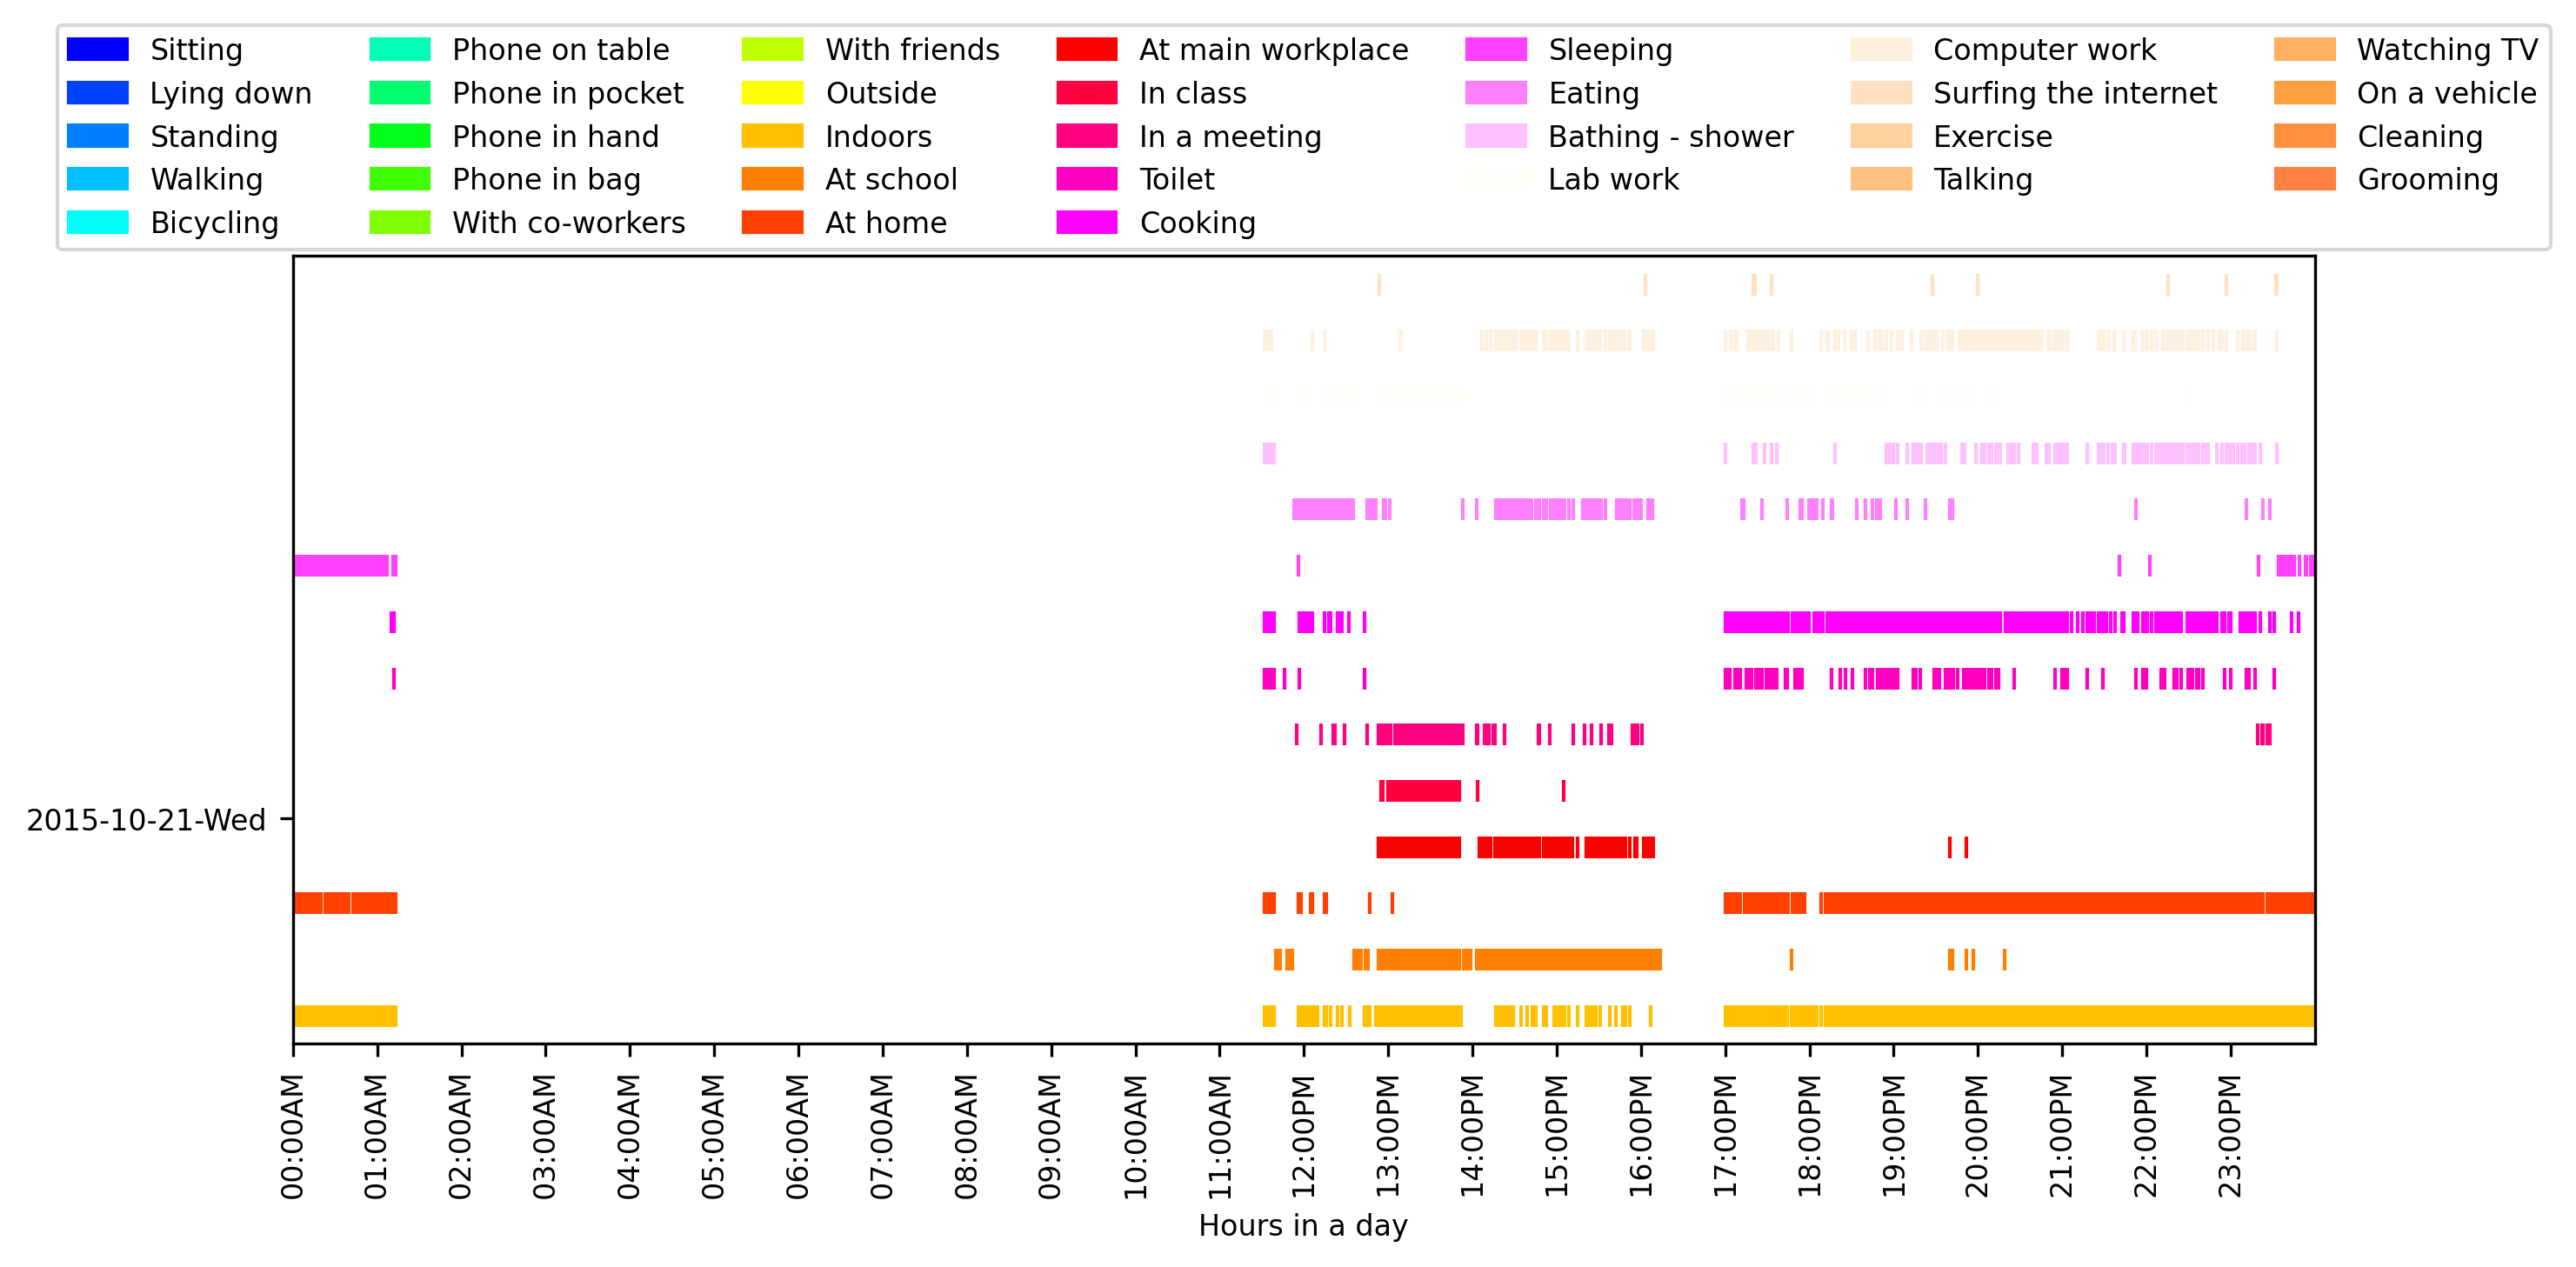 Sitting
Lying down
Standing
Walking
Bicycling
Phone on table
Phone in pocket
Phone in hand
Phone in bag
With co-workers
With friends
Outside
Indoors
At school
At home
At main workplace
In class
In a meeting
Toilet
Cooking
Sleeping
Eating
Bathing - shower
Lab work
Computer work
Surfing the internet
Exercise
Talking
Watching TV
On a vehicle
Cleaning
Grooming
2015-10-21-Wed
00:00AM
01:00AM
02:00AM
03:00AM
04:00AM
05:00AM
06:00AM
07:00AM
08:00AM
09:00AM
10:00AM
11:00AM
12:00PM
13:00PM
14:00PM
15:00PM
16:00PM
17:00PM
18:00PM
19:00PM
20:00PM
21:00PM
22:00PM
23:00PM
Hours in a day